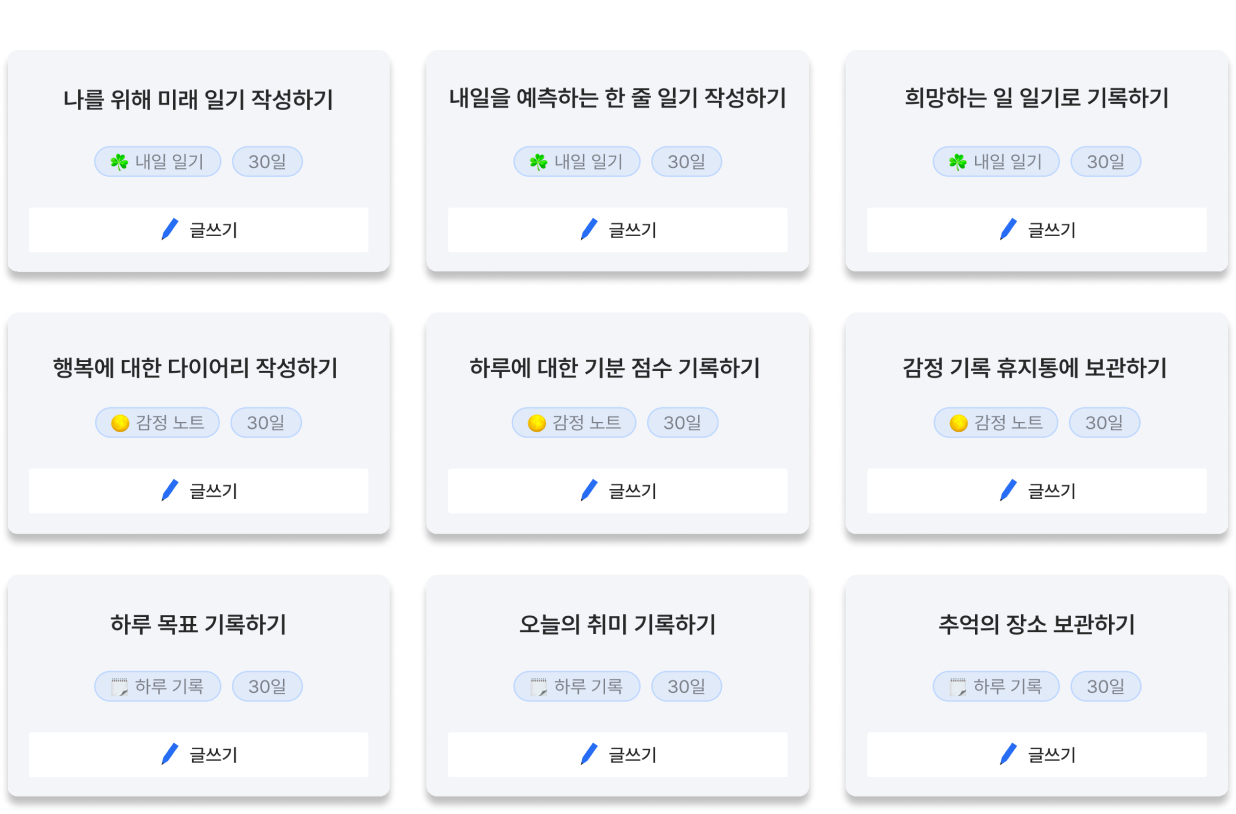 나를 위해 미래 일기 작성하기
내일을 예측하는 한 줄 일기 작성하기
희망하는 일 일기로 기록하기
내일 일기 30일
내일 일기 30일
내일 일기 30일
글쓰기
글쓰기
글쓰기
행복에 대한 다이어리 작성하기
하루에 대한 기분 점수 기록하기
감정 기록 휴지통에 보관하기
감정 노트 30일
감정 노트 30일
감정 노트 30일
글쓰기
글쓰기
글쓰기
하루 목표 기록하기
오늘의 취미 기록하기
추억의 장소 보관하기
하루 기록 30일
하루 기록 30일
하루 기록 30일
글쓰기
글쓰기
글쓰기